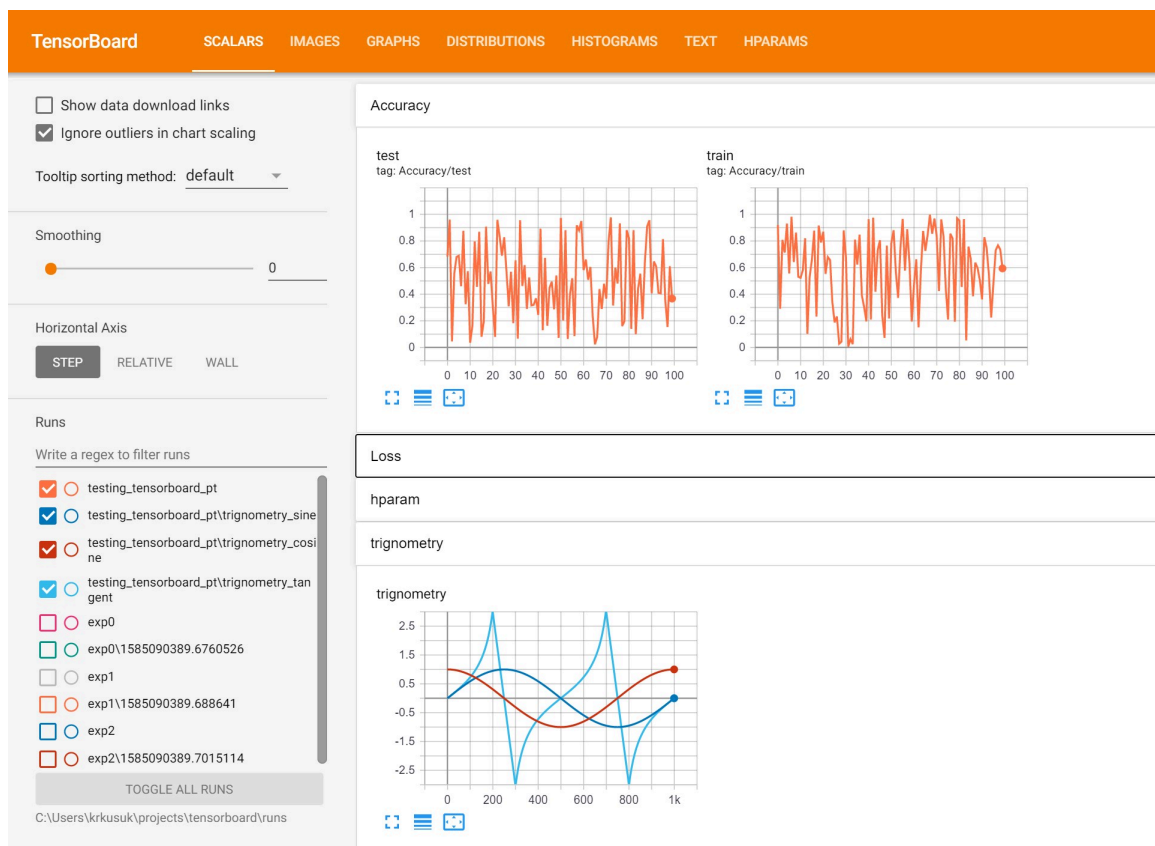 TensorBoard SCALARS IMAGES GRAPHS DISTRIBUTIONS HISTOGRAMS TEXT HPARAMS
Show data download links
Ignore outliers in chart scaling
Tooltip sorting method: default
Smoothing
0
Horizontal Axis
STEP RELATIVE WALL
Runs
Write a regex to filter runs
testing_tensorboard_pt
testing_tensorboard_pt\trignometry_sine
testing_tensorboard_pt\trignometry_cosi
ne
testing_tensorboard_pt\trignometry_tan
gent
exp0
exp0\1585090389.6760526
exp1
exp1\1585090389.688641
exp2
exp2\1585090389.7015114
TOGGLE ALL RUNS
C:\Users\krkusuk\projects\tensorboard\runs
Accuracy
test
tag: Accuracy/test
1
0.8
0.6
0.4
0.2
0
0 10 20 30 40 50 60 70 80 90 100
train
tag: Accuracy/train
1
0.8
0.6
0.4
0.2
0
0 10 20 30 40 50 60 70 80 90 100
Loss
hparam
trignometry
trignometry
2.5
1.5
0.5
-0.5
-1.5
-2.5
0 200 400 600 800 1k